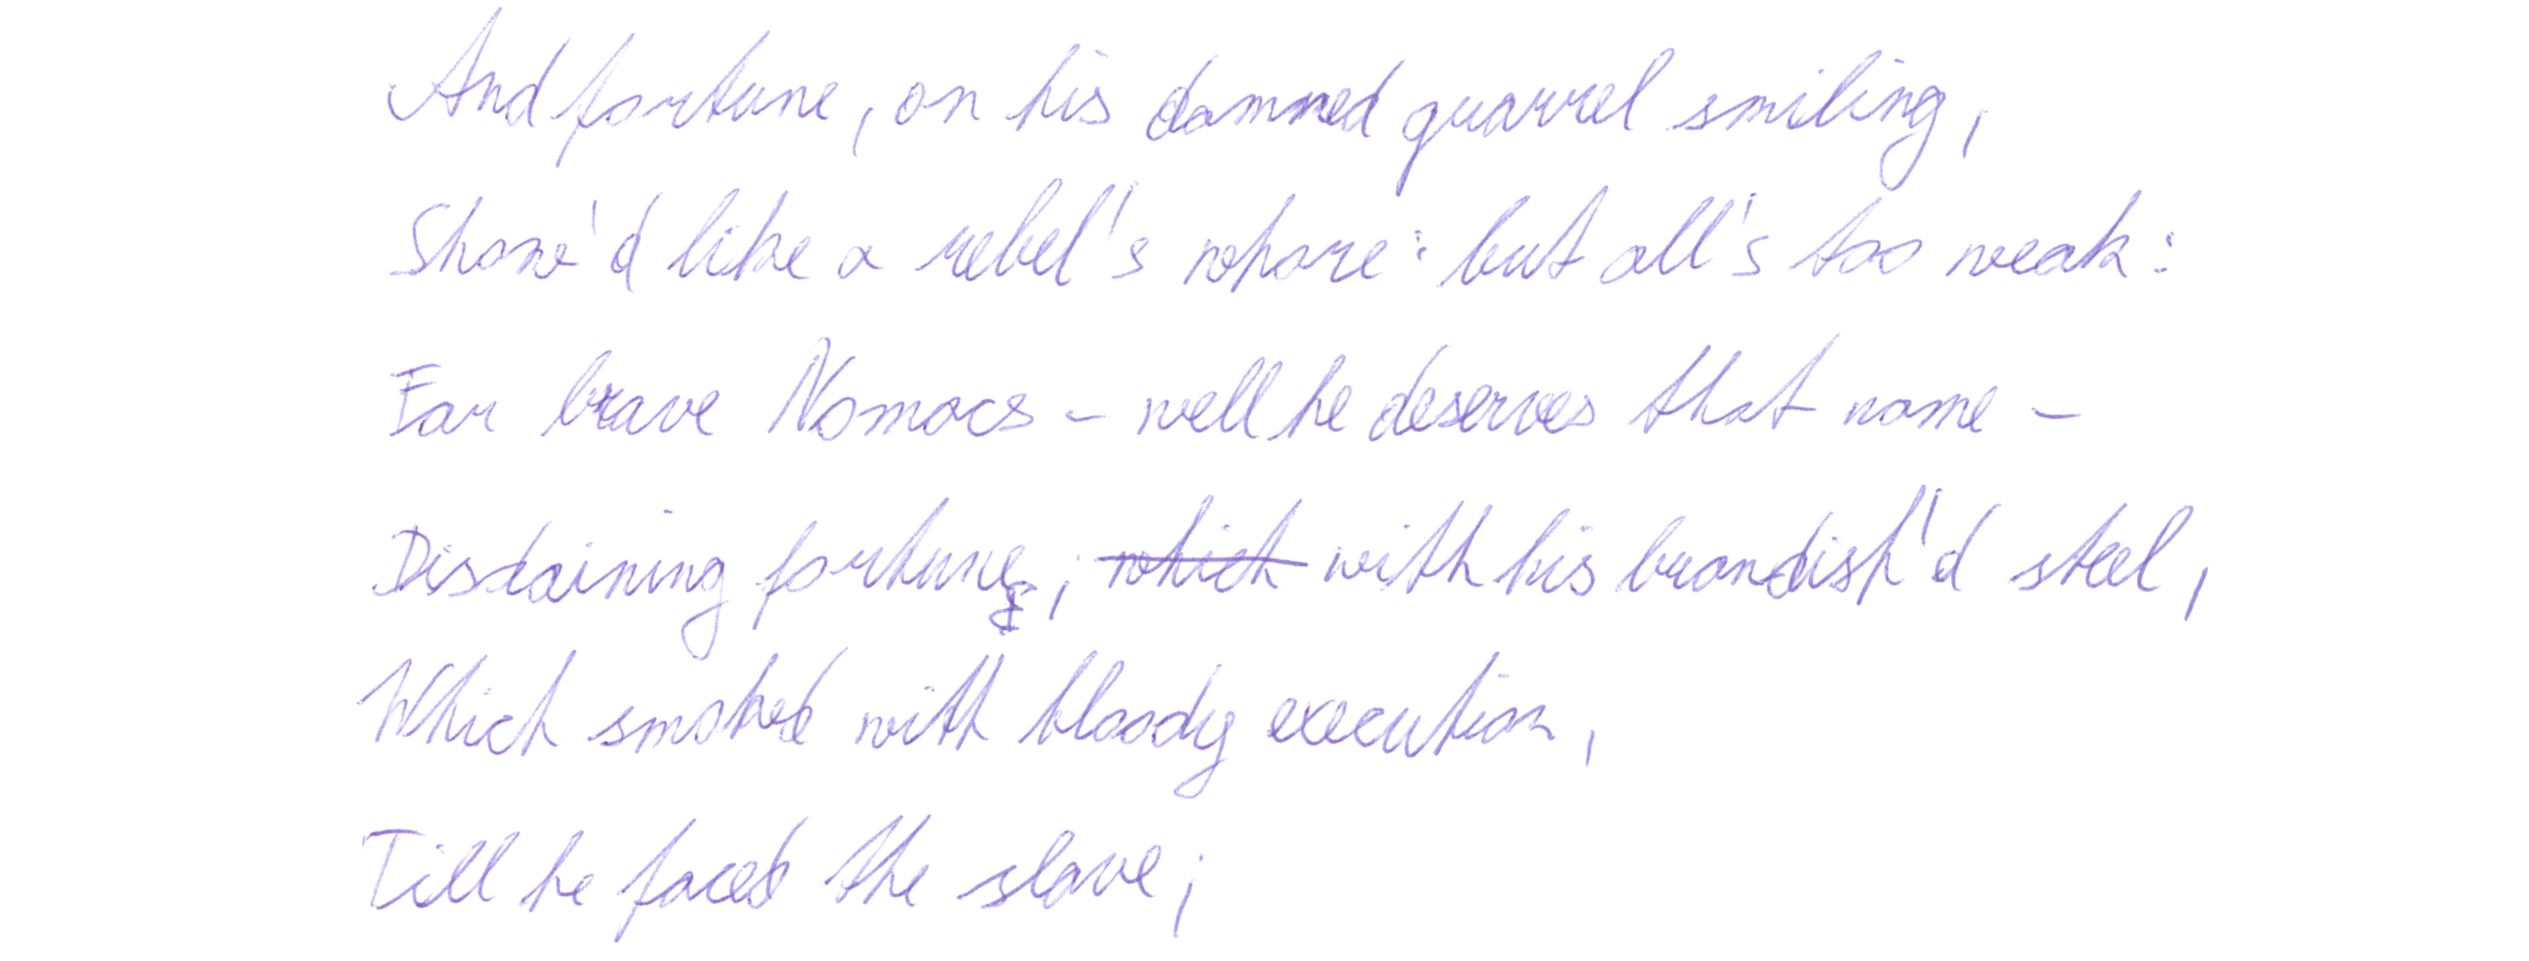 And fortune, on his damned quarrel smiling,
Show'd like a rebel's whore: but all's too weak:
For brave Nomacs – well he deserves that name –
Disdaining fortune, with his brandish'd steel,
Which smoked with bloody execution,
Till he faced the slave;